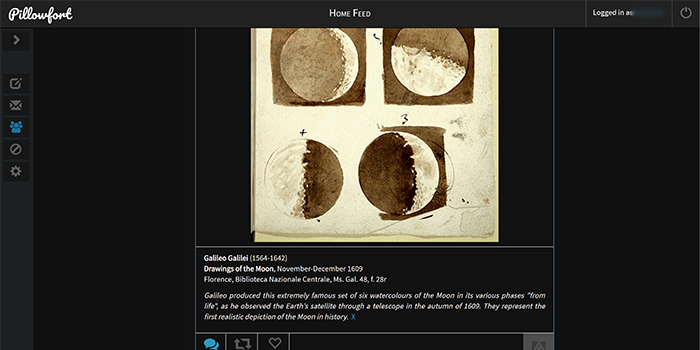 Pillowfort
Home Feed
Logged in as
Galileo Galilei (1564-1642)
Drawings of the Moon, November-December 1609
Florence, Biblioteca Nazionale Centrale, Ms. Gal. 48, f. 28r
Galileo produced this extremely famous set of six watercolours of the Moon in its various phases "from
life", as he observed the Earth's satellite through a telescope in the autumn of 1609. They represent the
first realistic depiction of the Moon in history. X